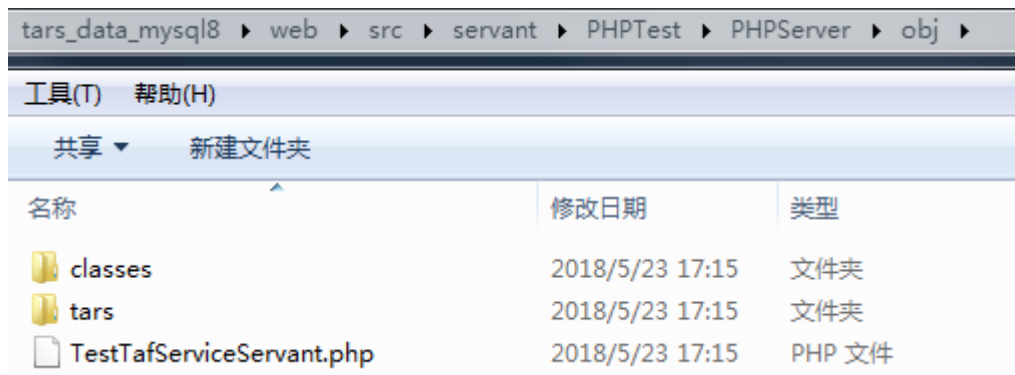 tars_data_mysql8 ▸ web ▸ src ▸ servant ▸ PHPTest ▸ PHPServer ▸ obj ▸
工具(T) 帮助(H)
共享 ▼ 新建文件夹
名称 修改日期 类型
classes 2018/5/23 17:15 文件夹
tars 2018/5/23 17:15 文件夹
TestTafServiceServant.php 2018/5/23 17:15 PHP 文件